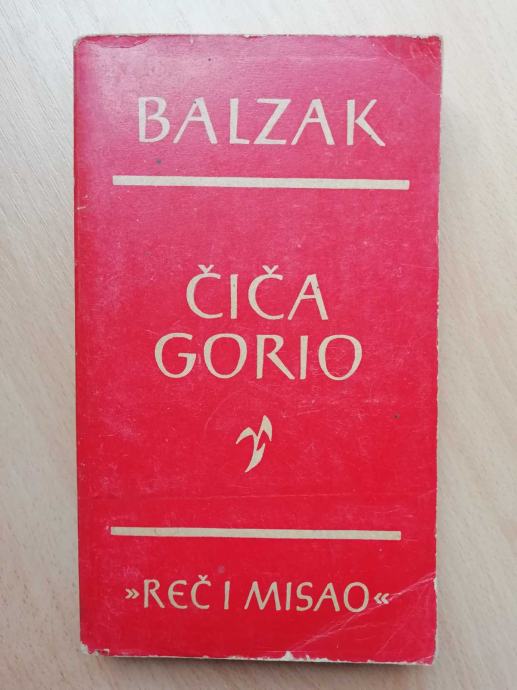 BALZAK
ČIČA
GORIO
»REČ I MISAO«